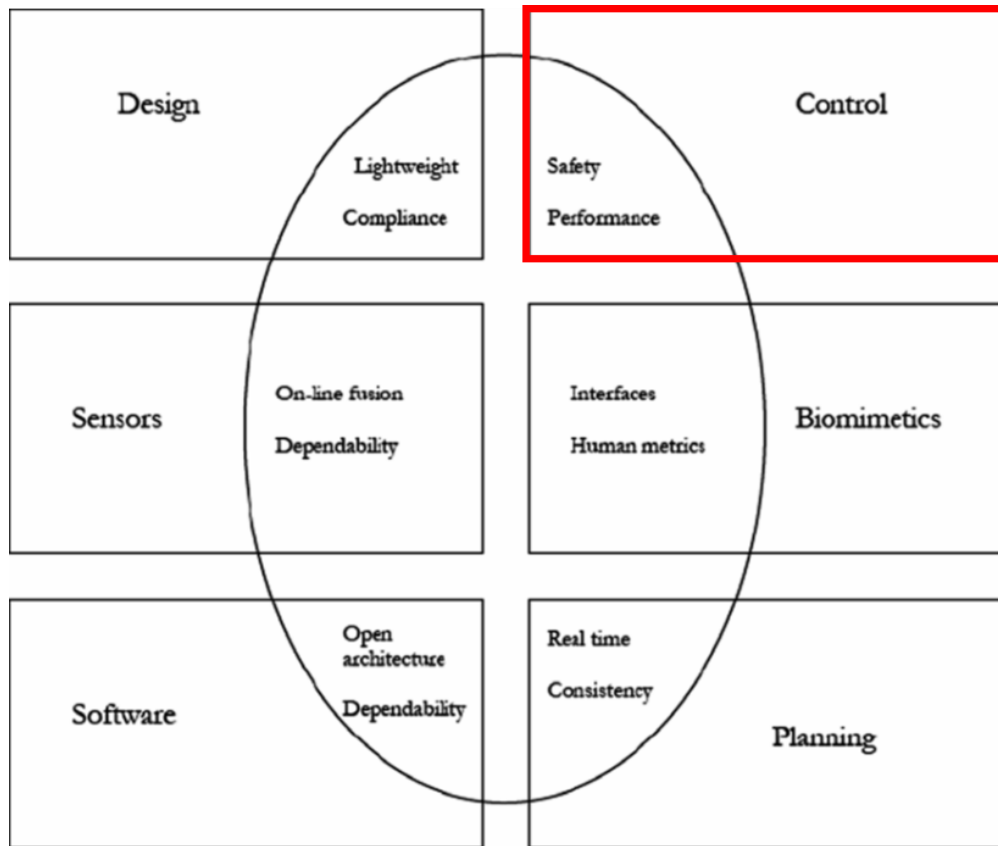 Design
Lightweight
Compliance
Control
Safety
Performance
Sensors
On-line fusion
Dependability
Interfaces
Human metrics
Biomimetics
Software
Open
architecture
Dependability
Real time
Consistency
Planning